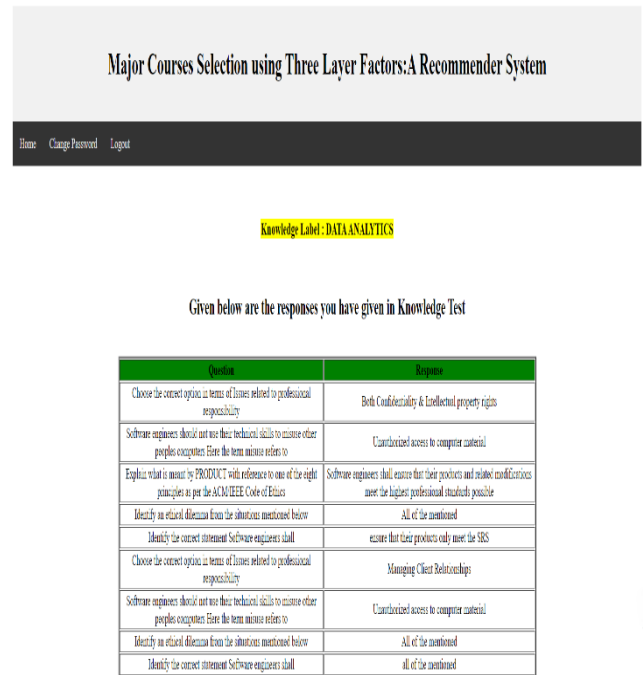 Major Courses Selection using Three Layer Factors:A Recommender System
Home Change Password Logout
Knowledge Label : DATA ANALYTICS
Given below are the responses you have given in Knowledge Test
Question Response
Choose the correct option in terms of Issues related to professional
responsibility
Both Confidentiality & Intellectual property rights
Software engineers should not use their technical skills to misuse other
peoples computers Here the term misuse refers to
Unauthorized access to computer material
Explain what is meant by PRODUCT with reference to one of the eight
principles as per the ACM/IEEE Code of Ethics
Software engineers shall ensure that their products and related modifications
meet the highest professional standards possible
Identify an ethical dilemma from the situations mentioned below All of the mentioned
Identify the correct statement Software engineers shall ensure that their products only meet the SRS
Choose the correct option in terms of Issues related to professional
responsibility
Managing Client Relationships
Software engineers should not use their technical skills to misuse other
peoples computers Here the term misuse refers to
Unauthorized access to computer material
Identify an ethical dilemma from the situations mentioned below All of the mentioned
Identify the correct statement Software engineers shall all of the mentioned